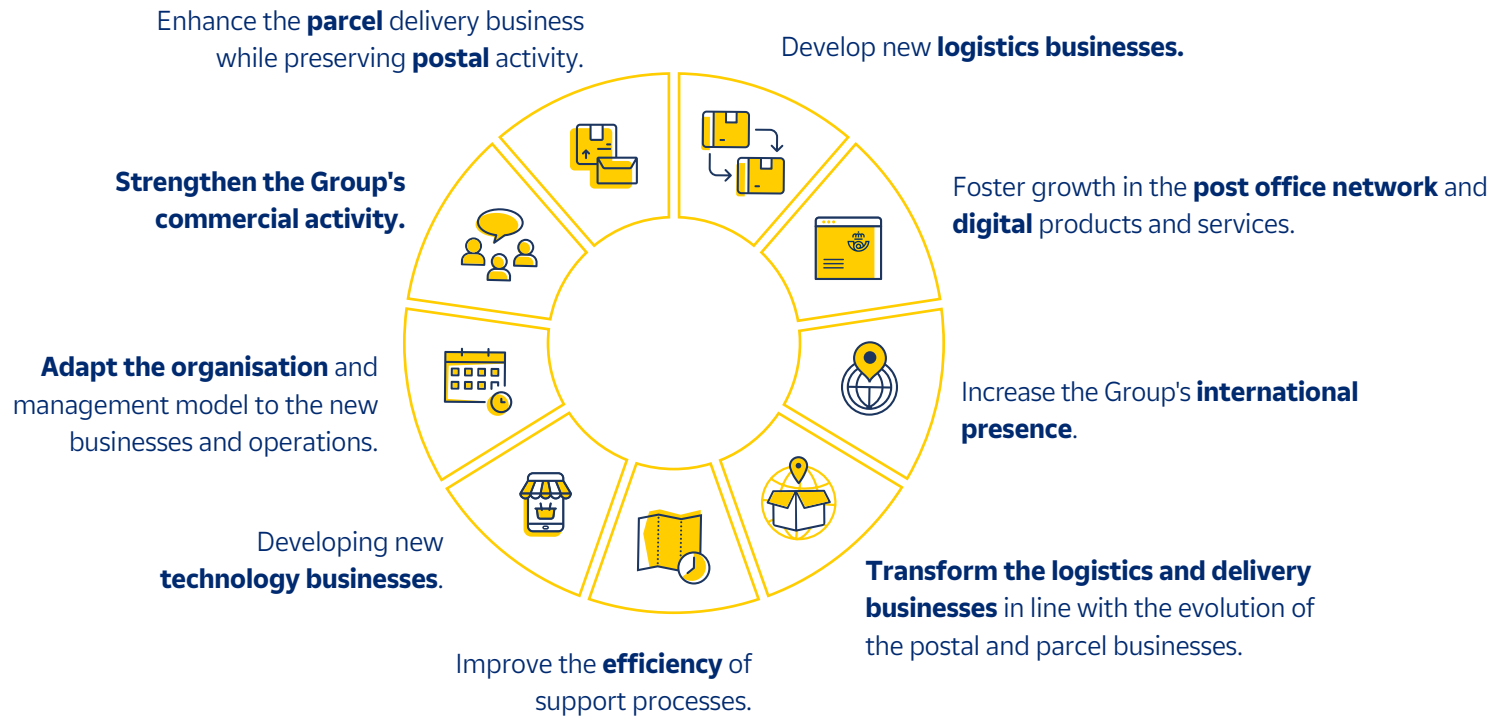 Enhance the parcel delivery business
while preserving postal activity.
Develop new logistics businesses.
Strengthen the Group's
commercial activity.
Foster growth in the post office network and
digital products and services.
Adapt the organisation and
management model to the new
businesses and operations.
Increase the Group's international
presence.
Developing new
technology businesses.
Transform the logistics and delivery
businesses in line with the evolution of
the postal and parcel businesses.
Improve the efficiency of
support processes.